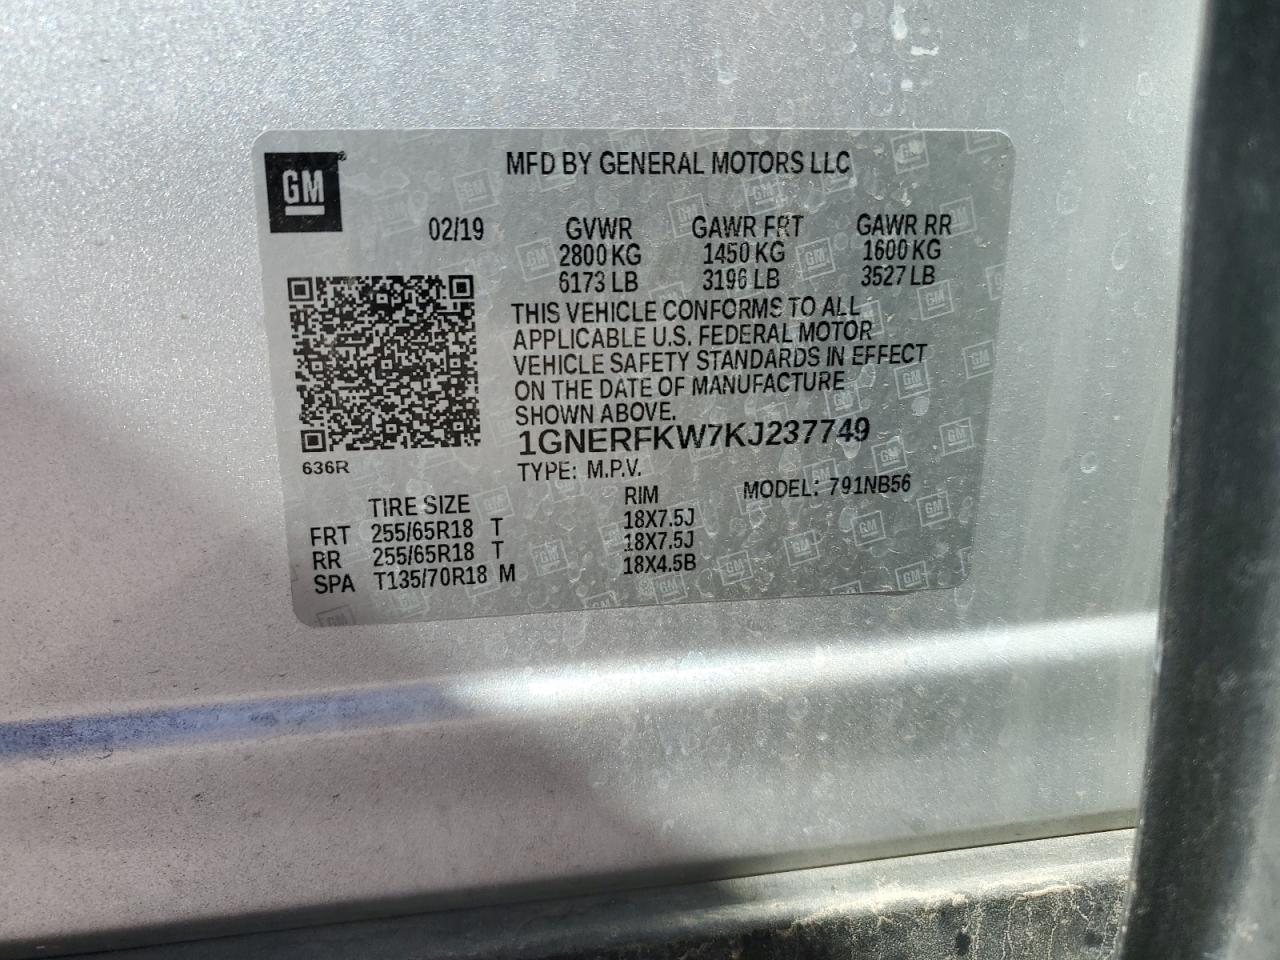 GM
MFD BY GENERAL MOTORS LLC
02/19 GVWR GAWR FRT GAWR RR
2800 KG 1450 KG 1600 KG
6173 LB 3196 LB 3527 LB
THIS VEHICLE CONFORMS TO ALL
APPLICABLE U.S. FEDERAL MOTOR
VEHICLE SAFETY STANDARDS IN EFFECT
ON THE DATE OF MANUFACTURE
SHOWN ABOVE.
1GNERFKW7KJ237749
636R
TYPE: M.P.V. MODEL: 791NB56
TIRE SIZE RIM
FRT 255/65R18 T 18X7.5J
RR 255/65R18 T 18X7.5J
SPA T135/70R18 M 18X4.5B